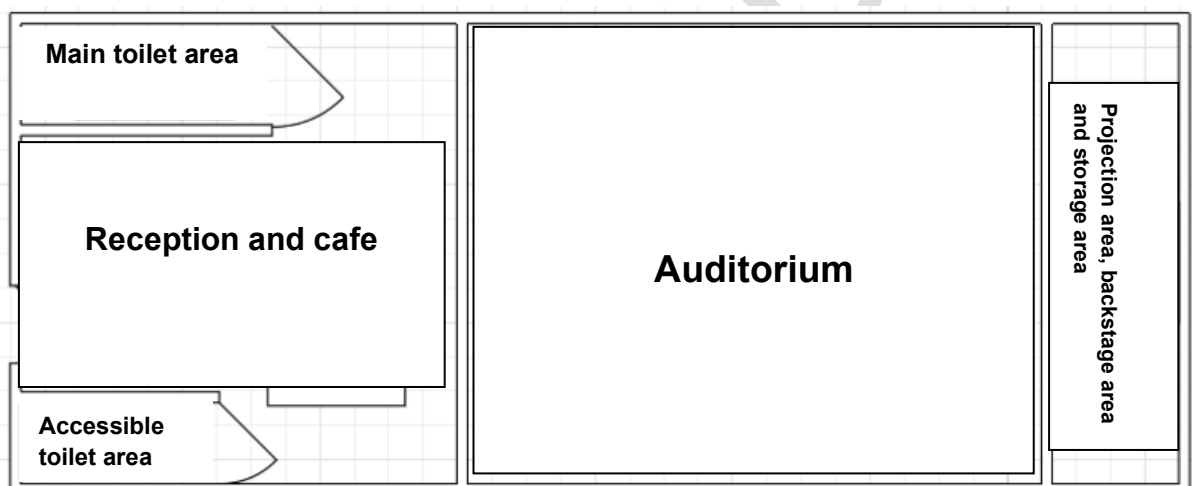 Main toilet area
Reception and cafe
Auditorium
Projection area, backstage area
and storage area
Accessible
toilet area